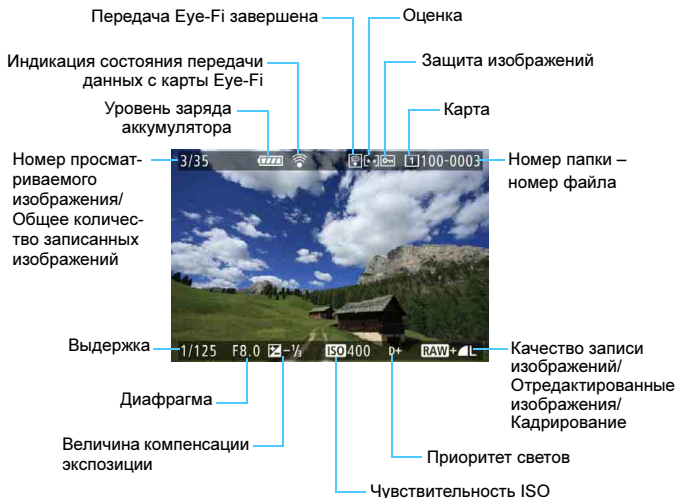 Передача Eye-Fi завершена
Оценка
Индикация состояния передачи
данных с карты Eye-Fi
Защита изображений
Уровень заряда
аккумулятора
Карта
Номер просмат-
риваемого
изображения/
Общее количес-
тво записанных
изображений
3/35
1 100-0003
Номер папки –
номер файла
Выдержка
1/125 F8.0 -⅓ ISO 400 D+ RAW+L
Качество записи
изображений/
Отредактированные
изображения/
Кадрирование
Диафрагма
Величина компенсации
экспозиции
Приоритет светов
Чувствительность ISO